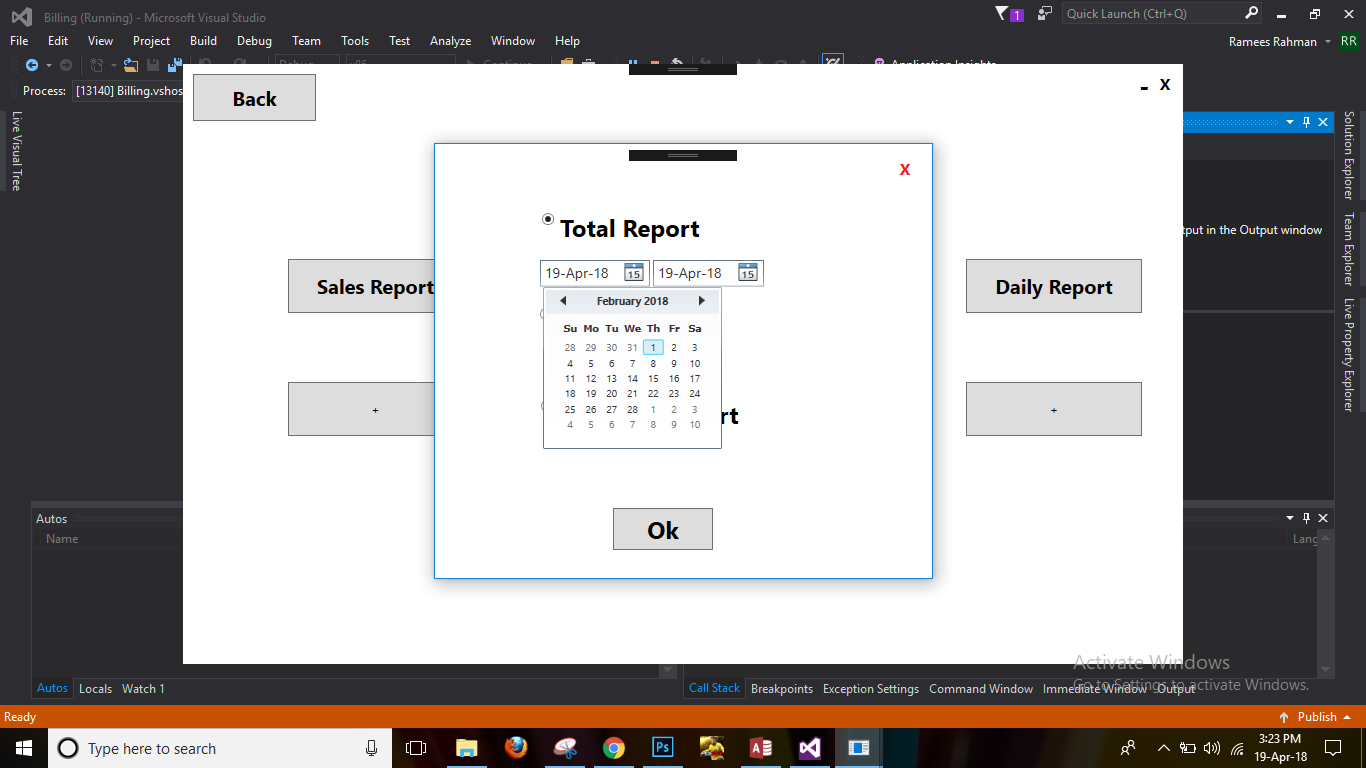 Billing (Running) - Microsoft Visual Studio
1
Quick Launch (Ctrl+Q)
File Edit View Project Build Debug Team Tools Test Analyze Window Help
Ramees Rahman RR
Application Insights
Process: [13140] Billing.vshos
Back
- X
X
Live Visual Tree
Solution Explorer
Team Explorer
Live Property Explorer
Total Report
tput in the Output window
19-Apr-18 15 19-Apr-18 15
Sales Report
Daily Report
February 2018
Su Mo Tu We Th Fr Sa
28 29 30 31 1 2 3
4 5 6 7 8 9 10
11 12 13 14 15 16 17
18 19 20 21 22 23 24
25 26 27 28 1 2 3
4 5 6 7 8 9 10
rt
+
+
Ok
Autos
Name
Lang
Activate Windows
Go to Settings to activate Windows.
Autos Locals Watch 1
Call Stack Breakpoints Exception Settings Command Window Immediate Window Output
Ready
Publish
Type here to search
Ps
3:23 PM
19-Apr-18